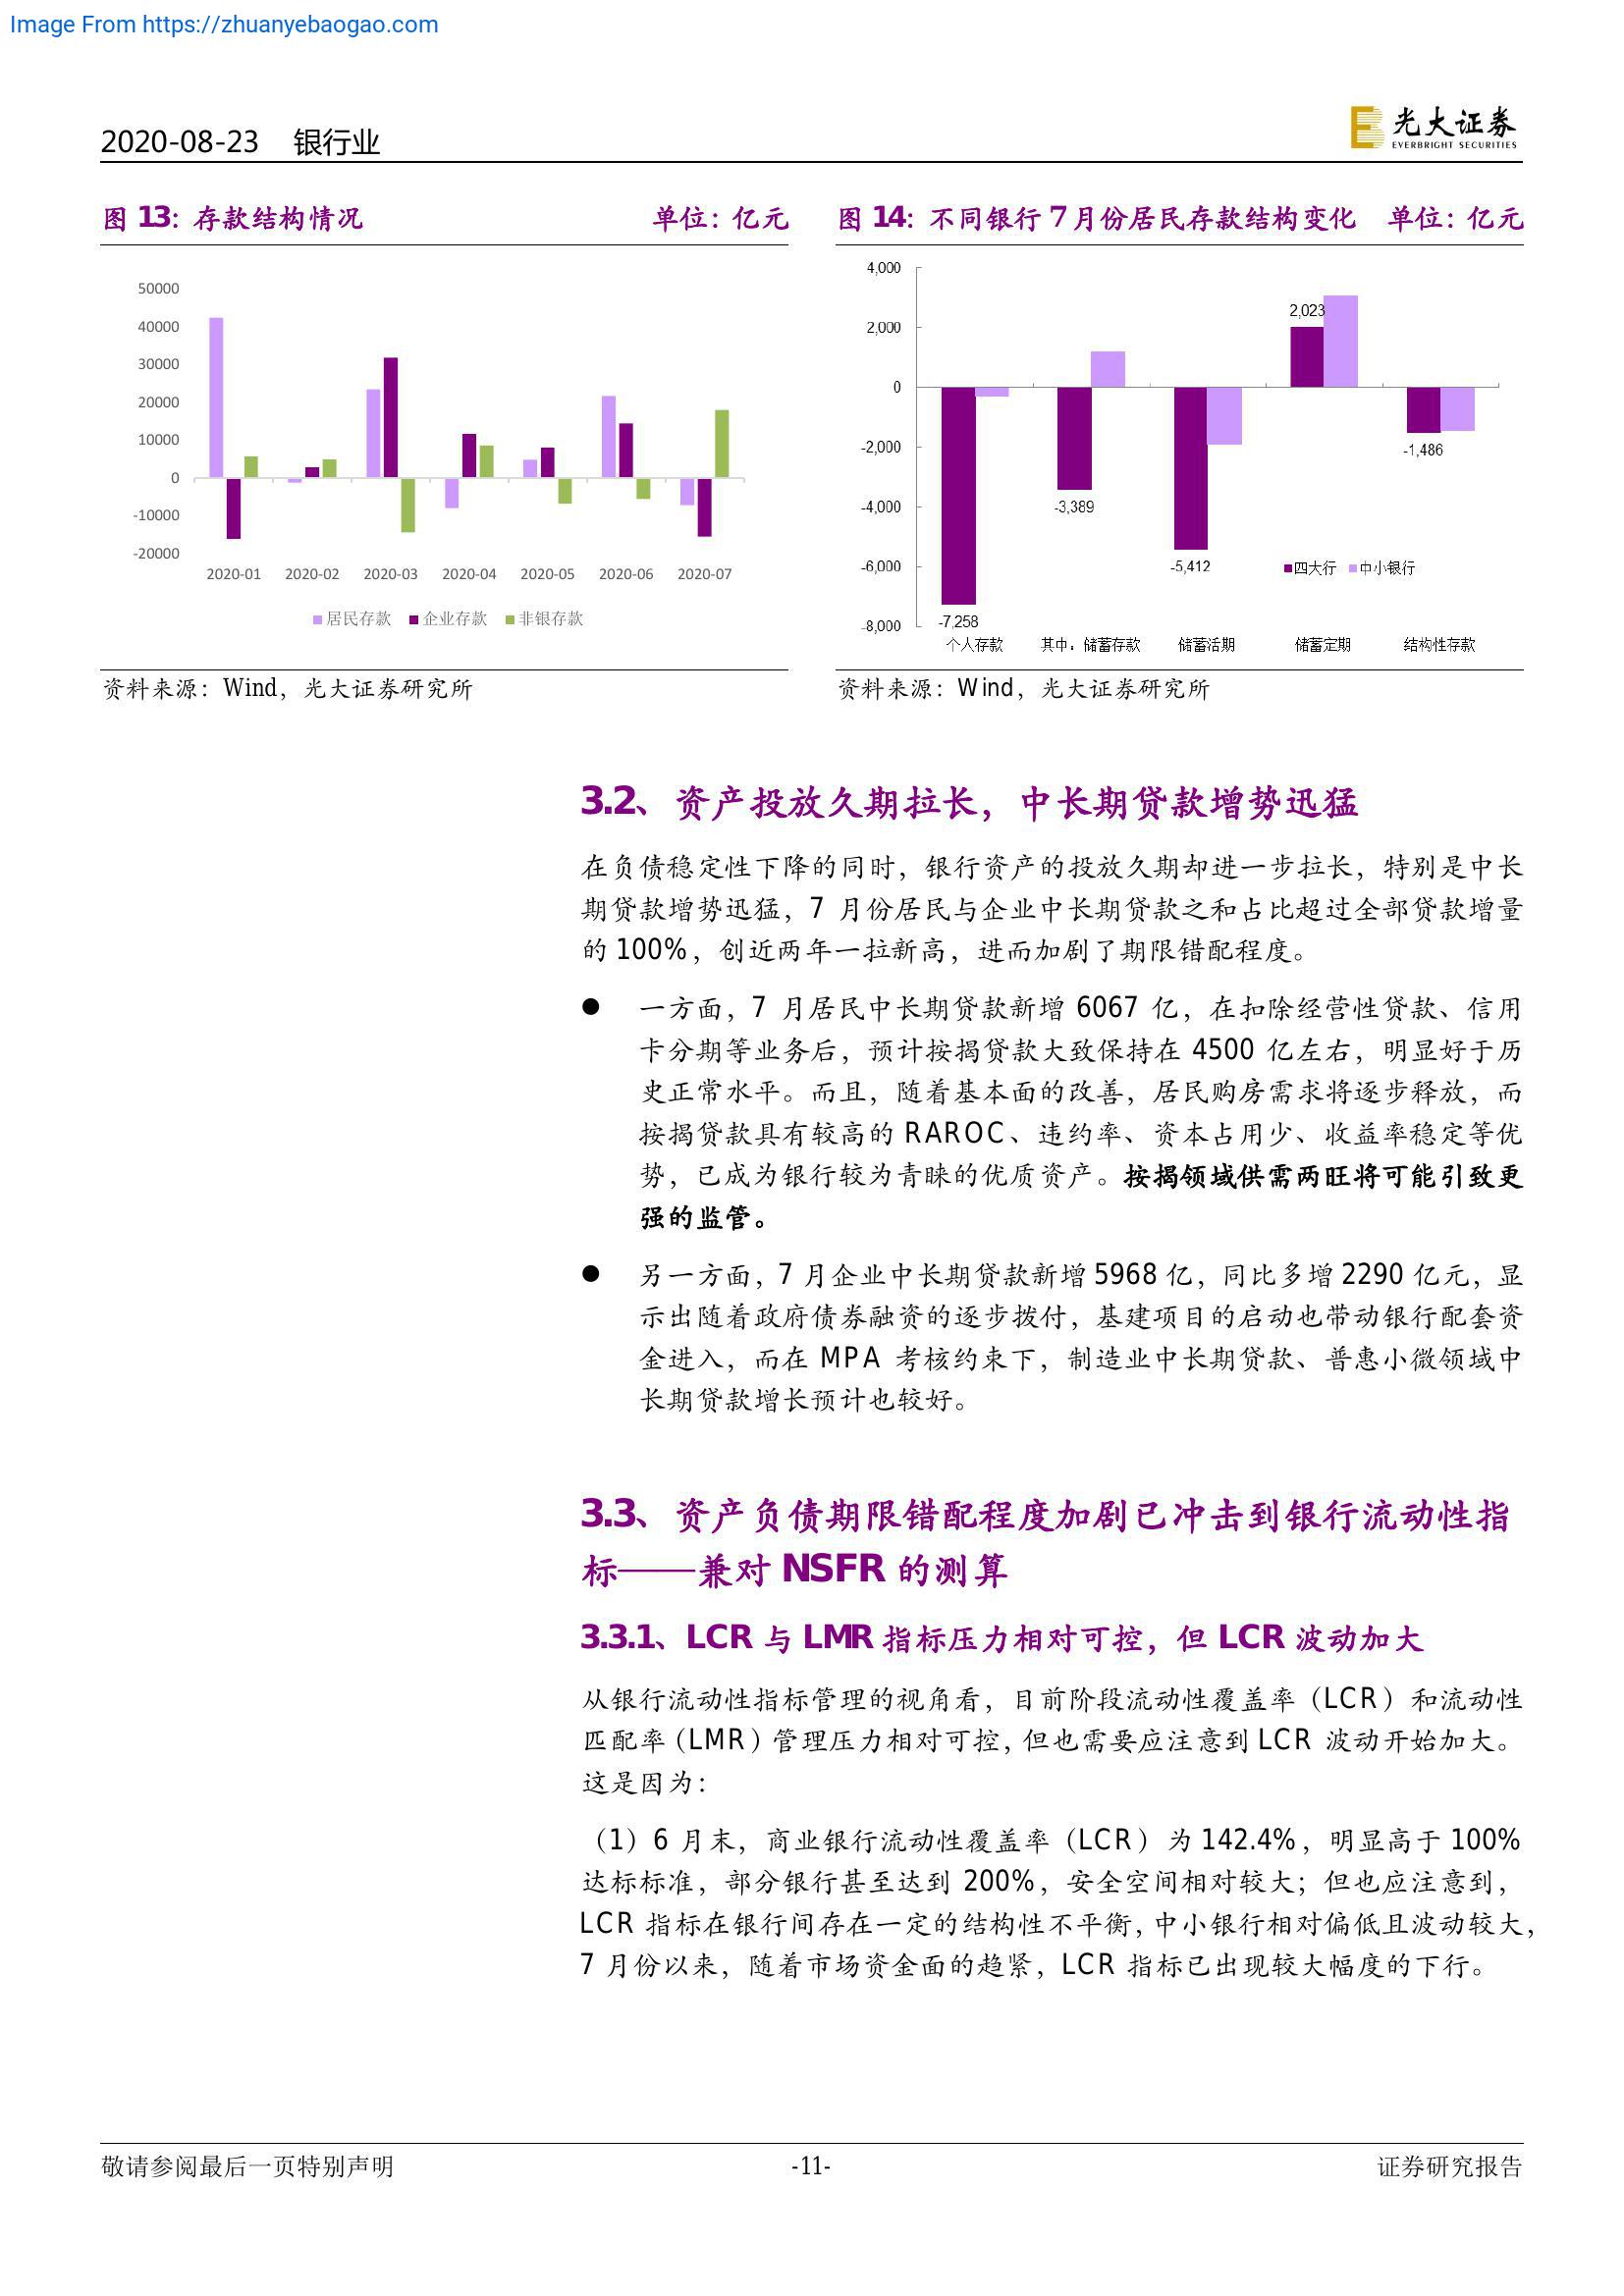 Image From https://zhuanyebaogao.com
2020-08-23 银行业
光大证券
EVERBRIGHT SECURITIES
图 13：存款结构情况 单位：亿元
50000
40000
30000
20000
10000
0
-10000
-20000
2020-01 2020-02 2020-03 2020-04 2020-05 2020-06 2020-07
居民存款 企业存款 非银存款
资料来源：Wind，光大证券研究所
图 14：不同银行 7 月份居民存款结构变化 单位：亿元
4,000
2,000
0
-2,000
-4,000
-6,000
-8,000
-7,258
-3,389
-5,412
2,023
-1,486
四大行 中小银行
个人存款 其中：储蓄存款 储蓄活期 储蓄定期 结构性存款
资料来源：Wind，光大证券研究所
3.2、资产投放久期拉长，中长期贷款增势迅猛
在负债稳定性下降的同时，银行资产的投放久期却进一步拉长，特别是中长
期贷款增势迅猛，7 月份居民与企业中长期贷款之和占比超过全部贷款增量
的 100%，创近两年一拉新高，进而加剧了期限错配程度。
● 一方面，7 月居民中长期贷款新增 6067 亿，在扣除经营性贷款、信用
卡分期等业务后，预计按揭贷款大致保持在 4500 亿左右，明显好于历
史正常水平。而且，随着基本面的改善，居民购房需求将逐步释放，而
按揭贷款具有较高的 RAROC、违约率、资本占用少、收益率稳定等优
势，已成为银行较为青睐的优质资产。按揭领域供需两旺将可能引致更
强的监管。
● 另一方面，7 月企业中长期贷款新增 5968 亿，同比多增 2290 亿元，显
示出随着政府债券融资的逐步拨付，基建项目的启动也带动银行配套资
金进入，而在 MPA 考核约束下，制造业中长期贷款、普惠小微领域中
长期贷款增长预计也较好。
3.3、资产负债期限错配程度加剧已冲击到银行流动性指
标——兼对 NSFR 的测算
3.3.1、LCR 与 LMR 指标压力相对可控，但 LCR 波动加大
从银行流动性指标管理的视角看，目前阶段流动性覆盖率（LCR）和流动性
匹配率（LMR）管理压力相对可控，但也需要应注意到 LCR 波动开始加大。
这是因为：
（1）6 月末，商业银行流动性覆盖率（LCR）为 142.4%，明显高于 100%
达标标准，部分银行甚至达到 200%，安全空间相对较大；但也应注意到，
LCR 指标在银行间存在一定的结构性不平衡，中小银行相对偏低且波动较大，
7 月份以来，随着市场资金面的趋紧，LCR 指标已出现较大幅度的下行。
敬请参阅最后一页特别声明 -11- 证券研究报告